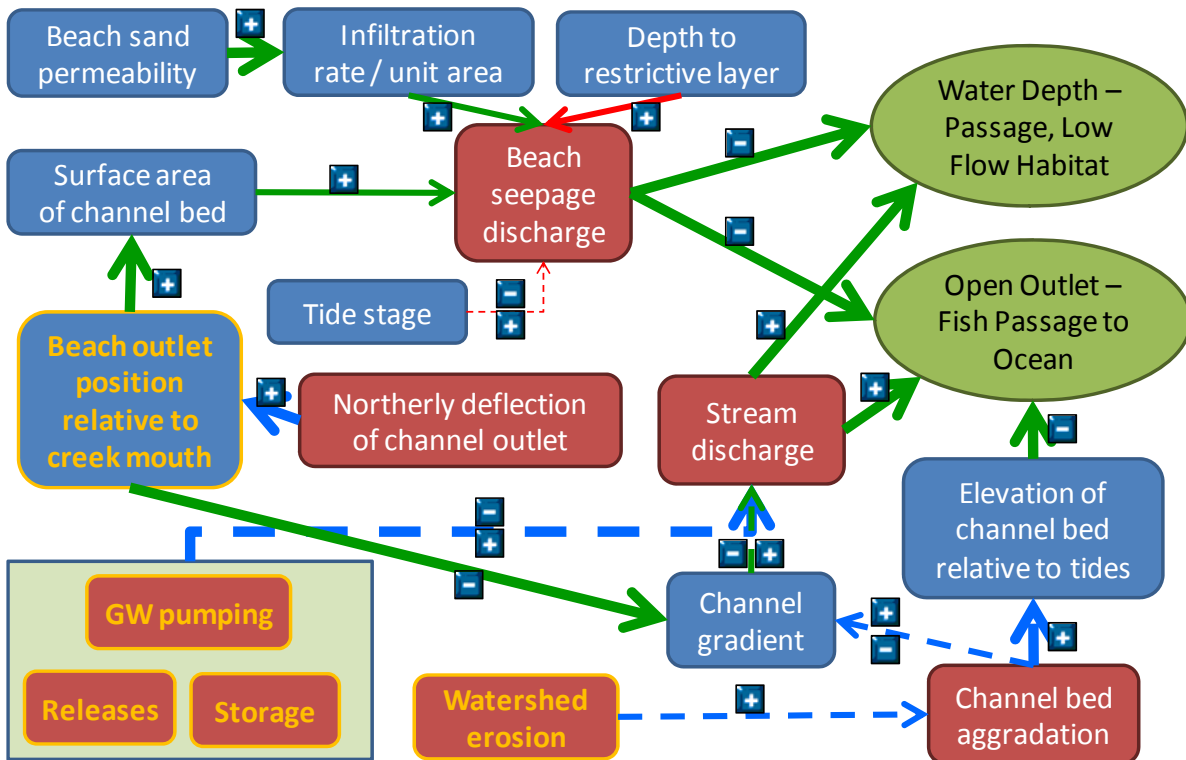 Beach sand
permeability
+
Infiltration
rate / unit area
Depth to
restrictive layer
+
+
Water Depth –
Passage, Low
Flow Habitat
Surface area
of channel bed
+
Beach
seepage
discharge
–
–
+
Tide stage
–
+
+
Open Outlet –
Fish Passage to
Ocean
Beach outlet
position
relative to
creek mouth
+
Northerly deflection
of channel outlet
Stream
discharge
+
–
Elevation of
channel bed
relative to tides
–
+
–
+
–
GW pumping
Releases
Storage
Channel
gradient
+
–
+
Watershed
erosion
+
Channel bed
aggradation